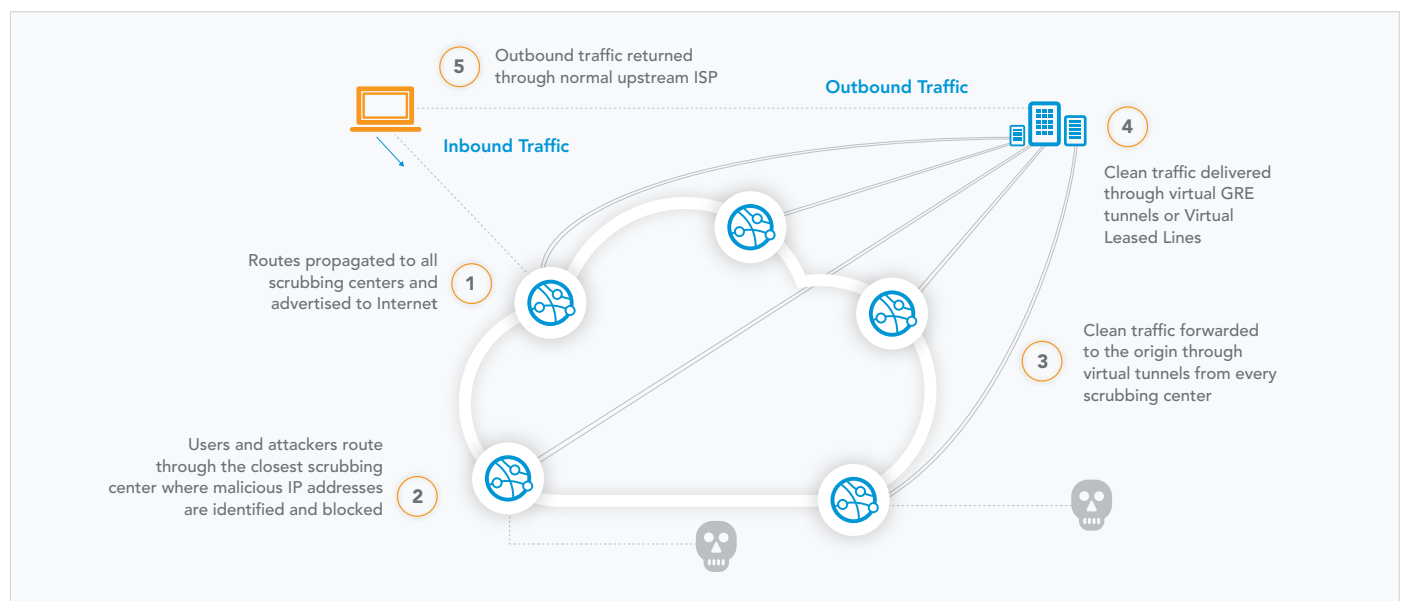 5
Outbound traffic returned
through normal upstream ISP
Outbound Traffic
Inbound Traffic
4
Clean traffic delivered
through virtual GRE
tunnels or Virtual
Leased Lines
Routes propagated to all
scrubbing centers and
advertised to Internet
1
Clean traffic forwarded
to the origin through
virtual tunnels from every
scrubbing center
3
Users and attackers route
through the closest scrubbing
center where malicious IP addresses
are identified and blocked
2